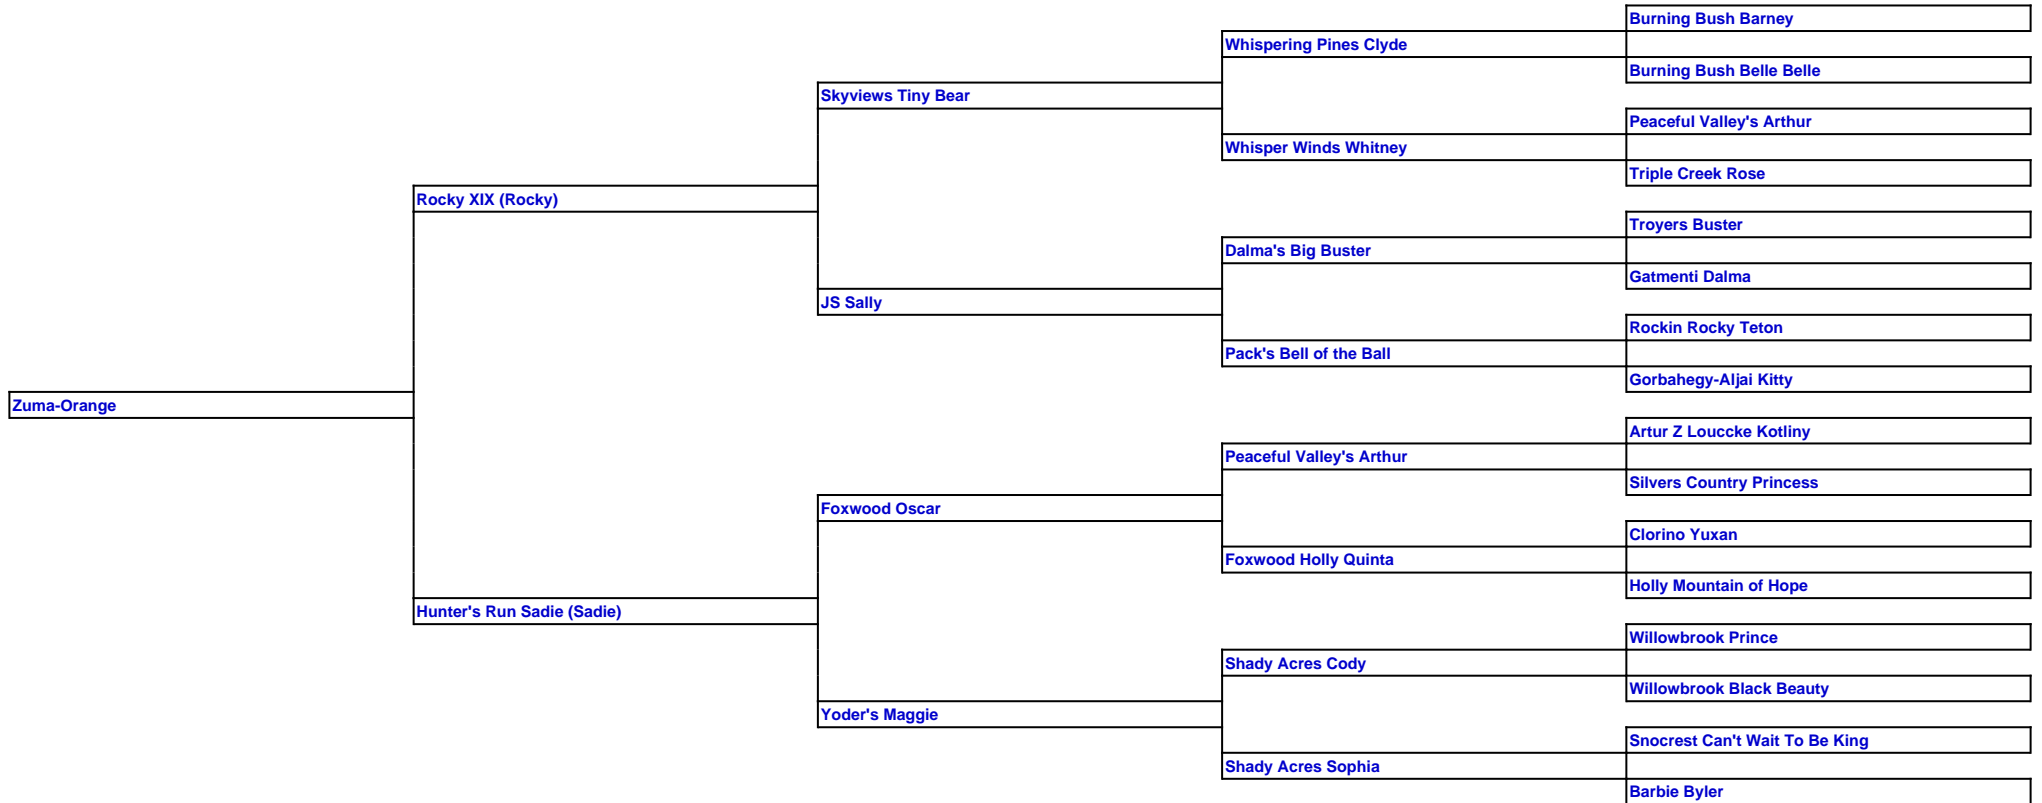 Burning Bush Barney
Whispering Pines Clyde
Burning Bush Belle Belle
Skyviews Tiny Bear
Peaceful Valley's Arthur
Whisper Winds Whitney
Triple Creek Rose
Rocky XIX (Rocky)
Troyers Buster
Dalma's Big Buster
Gatmenti Dalma
JS Sally
Rockin Rocky Teton
Pack's Bell of the Ball
Gorbahegy-Aljai Kitty
Zuma-Orange
Artur Z Louccke Kotliny
Peaceful Valley's Arthur
Silvers Country Princess
Foxwood Oscar
Clorino Yuxan
Foxwood Holly Quinta
Holly Mountain of Hope
Hunter's Run Sadie (Sadie)
Willowbrook Prince
Shady Acres Cody
Willowbrook Black Beauty
Yoder's Maggie
Snocrest Can't Wait To Be King
Shady Acres Sophia
Barbie Byler